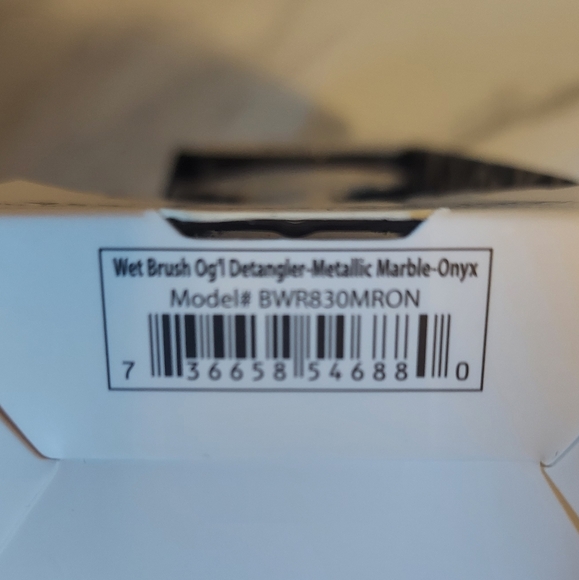 Wet Brush Og'l Detangler-Metallic Marble-Onyx
Model# BWR830MRON
7 36658 54688 0